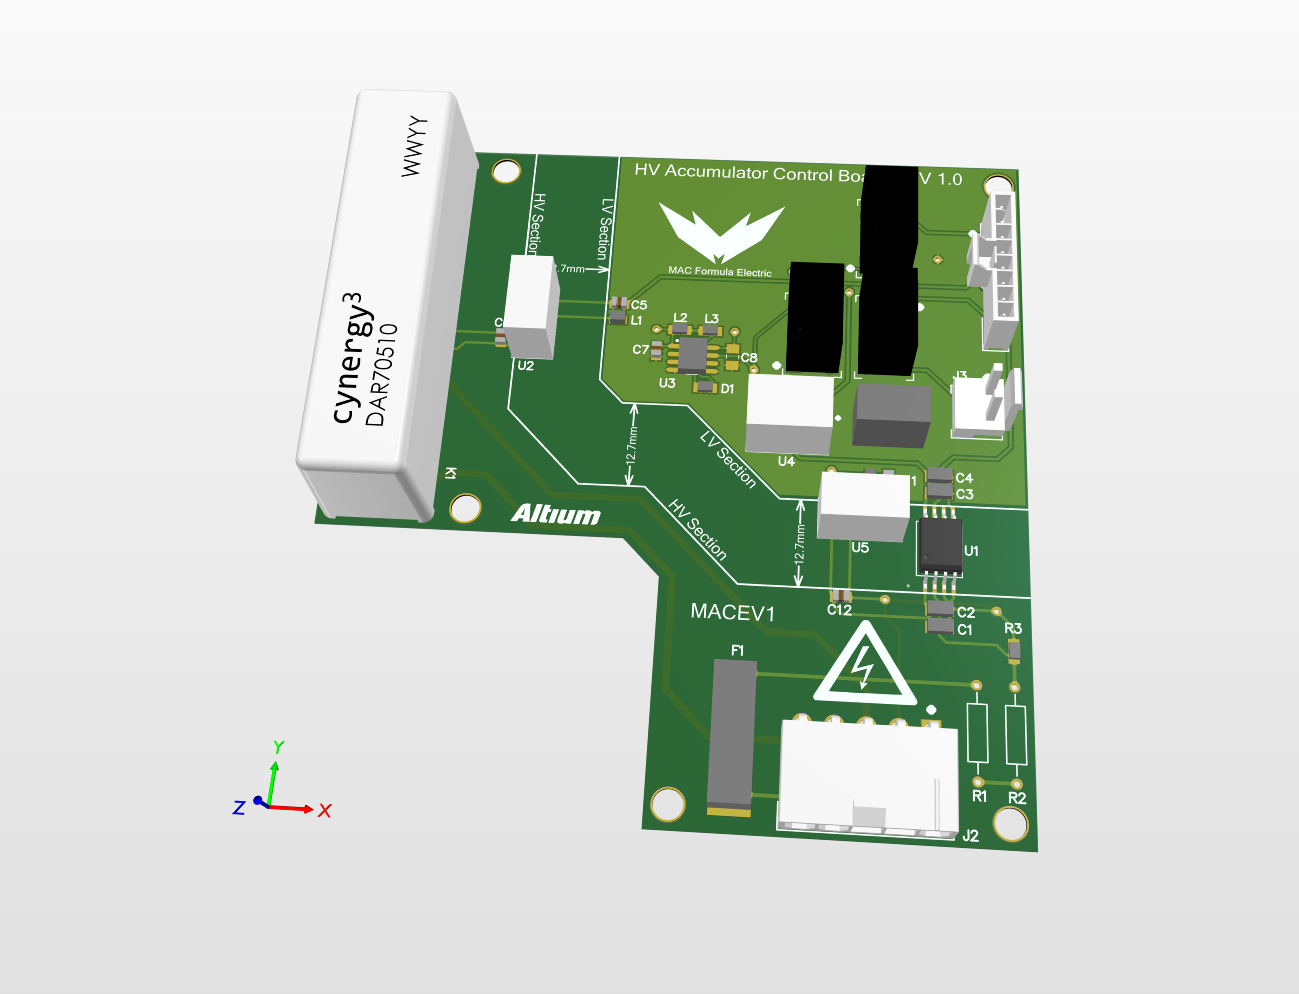 WWYY
cynergy³
DAR70510
K1
HV Accumulator Control Boa
V 1.0
HV Section
LV Section
.7mm
MAC Formula Electric
C
U2
C5
L1
L2
L3
C7
C8
U3
D1
J3
12.7mm
LV Section
U4
1
C4
C3
Altium
HV Section
12.7mm
U5
U1
MACEV1
C12
C2
C1
R3
F1
R1
R2
J2
Y
Z
X